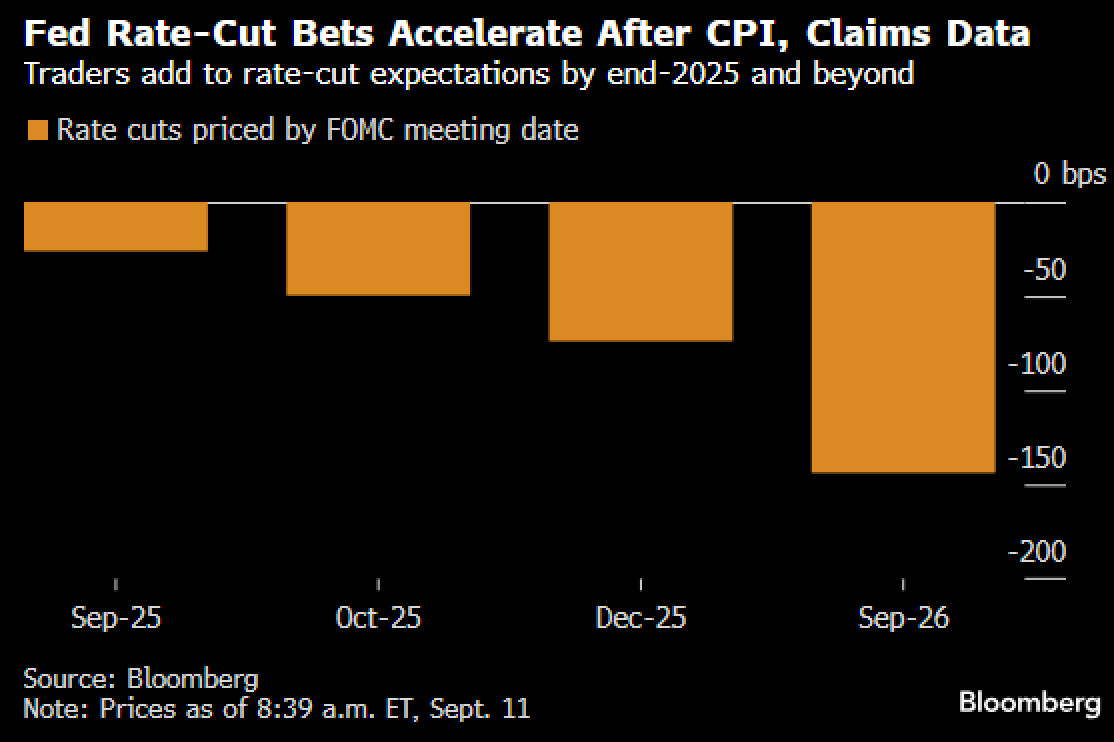 Fed Rate-Cut Bets Accelerate After CPI, Claims Data
Traders add to rate-cut expectations by end-2025 and beyond
Rate cuts priced by FOMC meeting date
0 bps
-50
-100
-150
-200
Sep-25 Oct-25 Dec-25 Sep-26
Source: Bloomberg
Note: Prices as of 8:39 a.m. ET, Sept. 11
Bloomberg